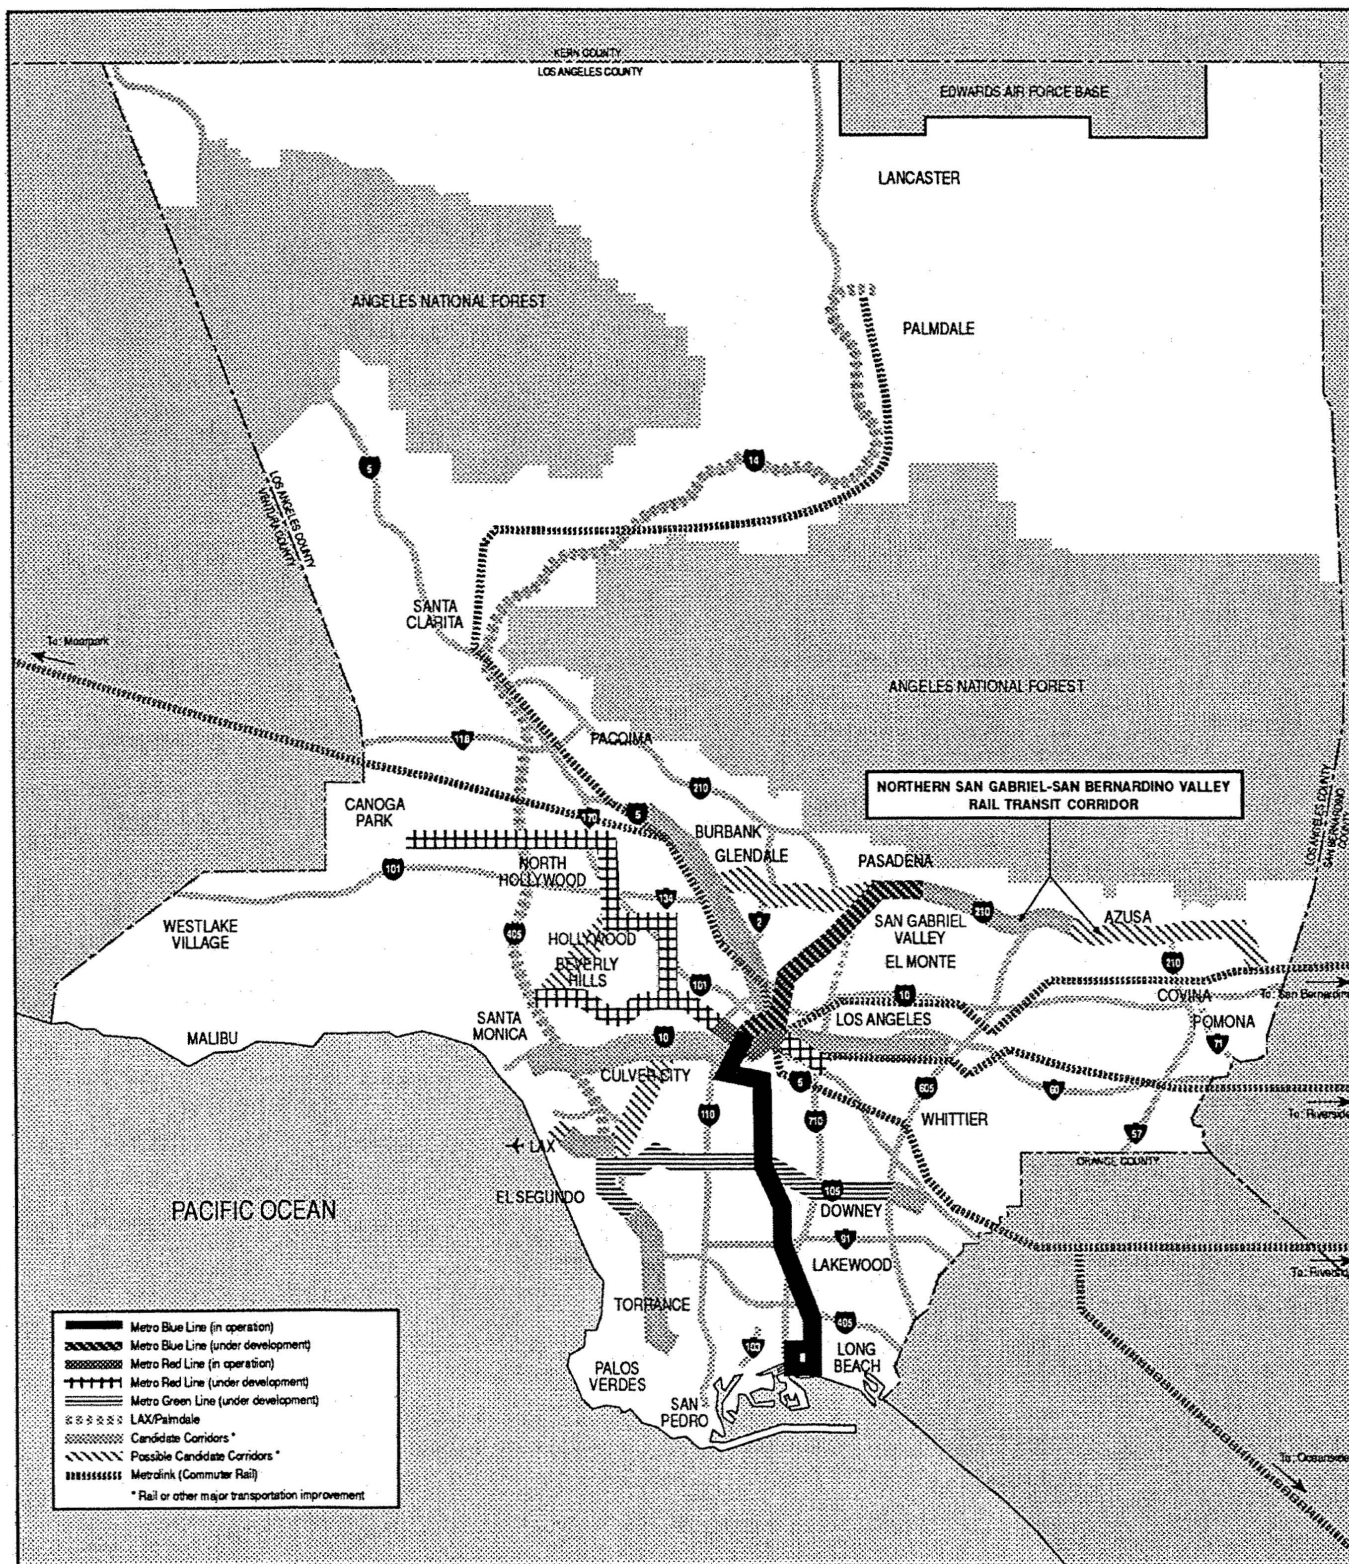 KERN COUNTY
LOS ANGELES COUNTY
EDWARDS AIR FORCE BASE
LANCASTER
ANGELES NATIONAL FOREST
PALMDALE
14
5
LOS ANGELES COUNTY
VENTURA COUNTY
SANTA
CLARITA
To: Moorpark
ANGELES NATIONAL FOREST
118
PACOIMA
210
NORTHERN SAN GABRIEL-SAN BERNARDINO VALLEY
RAIL TRANSIT CORRIDOR
LOS ANGELES COUNTY
SAN BERNARDINO
COUNTY
CANOGA
PARK
170
5
BURBANK
GLENDALE
PASADENA
101
NORTH
HOLLYWOOD
134
2
210
AZUSA
WESTLAKE
VILLAGE
405
HOLLYWOOD
BEVERLY
HILLS
SAN GABRIEL
VALLEY
EL MONTE
210
101
10
COVINA
To: San Bernardino
MALIBU
SANTA
MONICA
10
LOS ANGELES
POMONA
71
CULVER CITY
5
605
60
110
710
WHITTIER
To: Riverside
57
LAX
ORANGE COUNTY
PACIFIC OCEAN
EL SEGUNDO
105
DOWNEY
91
LAKEWOOD
To: Riverside
TORRANCE
405
103
LONG
BEACH
PALOS
VERDES
SAN
PEDRO
To: Oceanside
Metro Blue Line (in operation)
Metro Blue Line (under development)
Metro Red Line (in operation)
Metro Red Line (under development)
Metro Green Line (under development)
LAX/Palmdale
Candidate Corridors *
Possible Candidate Corridors *
Metrolink (Commuter Rail)
* Rail or other major transportation improvement